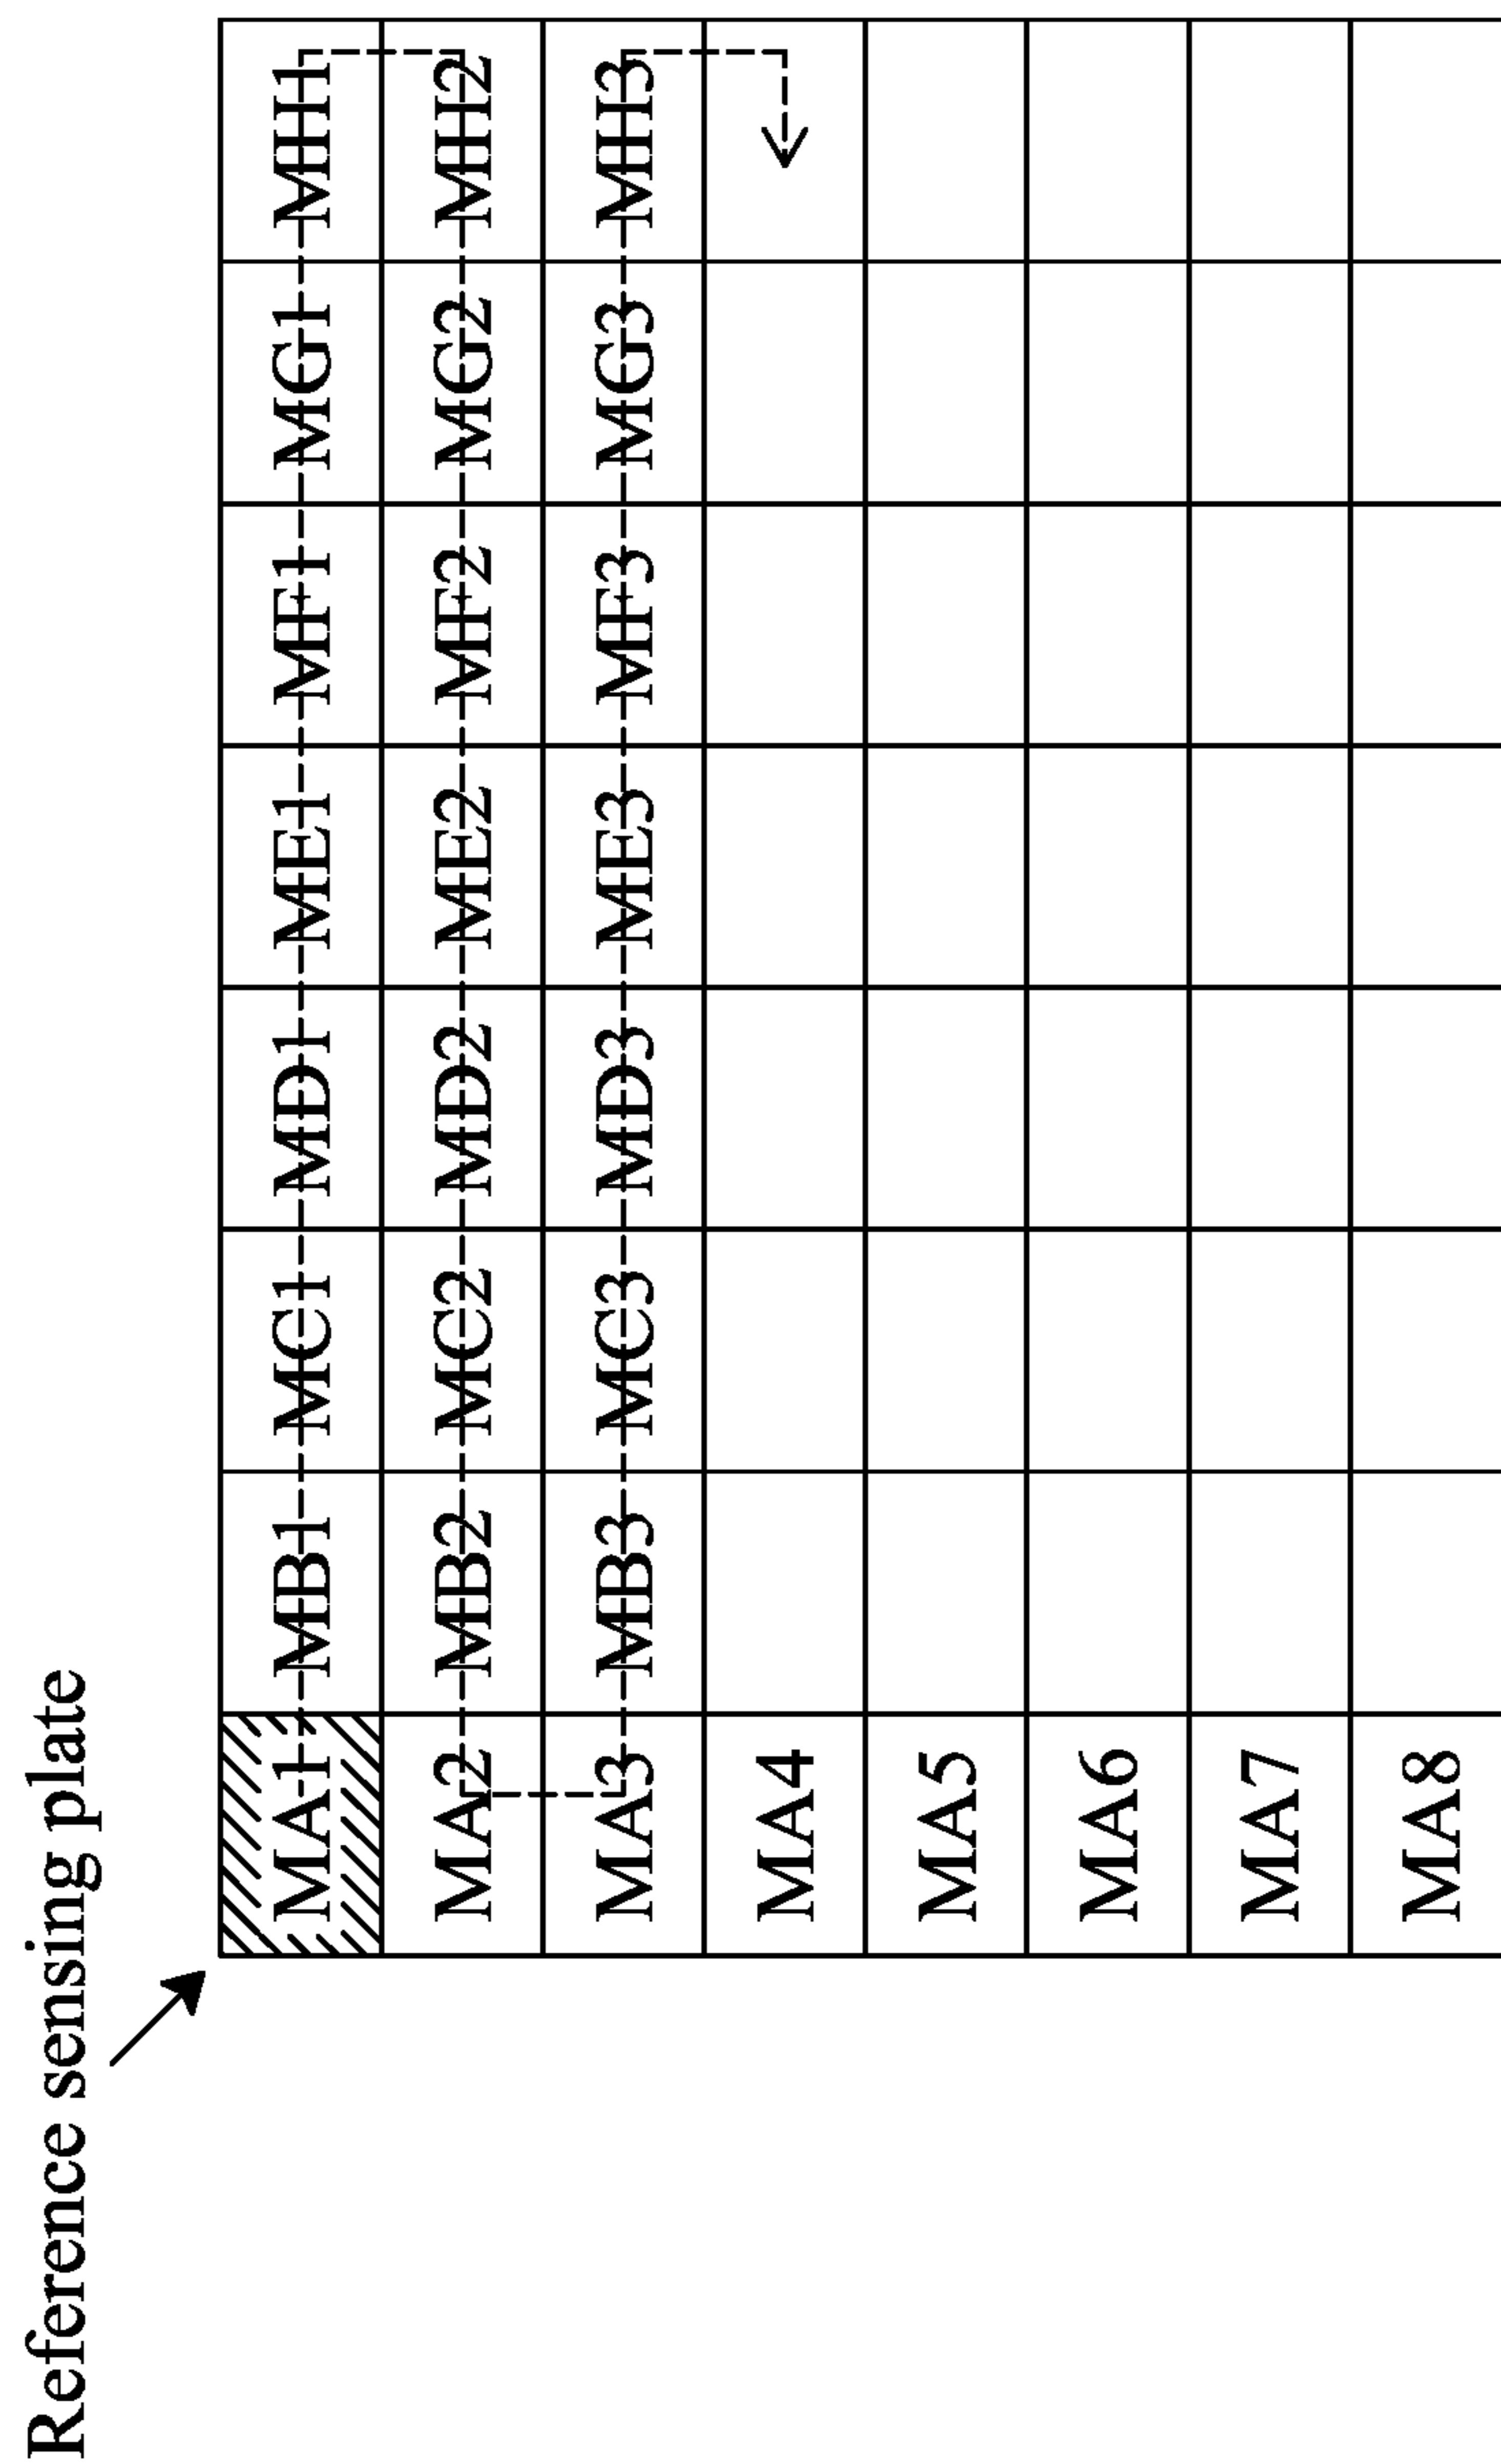 Reference sensing plate
MA1 MB1 MC1 MD1 ME1 MF1 MG1 MH1
MA2 MB2 MC2 MD2 ME2 MF2 MG2 MH2
MA3 MB3 MC3 MD3 ME3 MF3 MG3 MH3
MA4
MA5
MA6
MA7
MA8